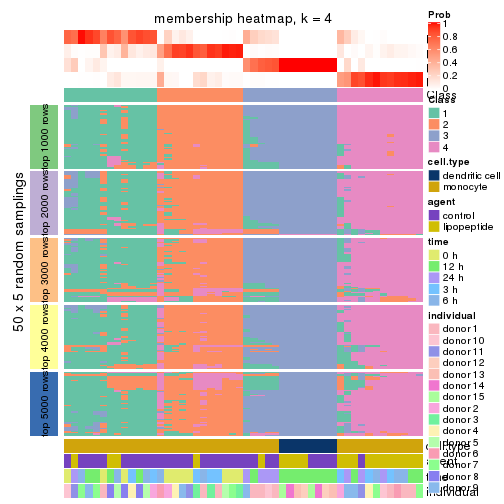 membership heatmap, k = 4
50 x 5 random samplings
top 1000 rows
top 2000 rows
top 3000 rows
top 4000 rows
top 5000 rows
Prob
1
0.8
0.6
0.4
0.2
0
Class
Class
1
2
3
4
cell.type
dendritic cell
monocyte
agent
control
lipopeptide
time
0 h
12 h
24 h
3 h
6 h
individual
donor1
donor10
donor11
donor12
donor13
donor14
donor15
donor2
donor3
donor4
donor5
donor6
donor7
donor8
donor9
individual